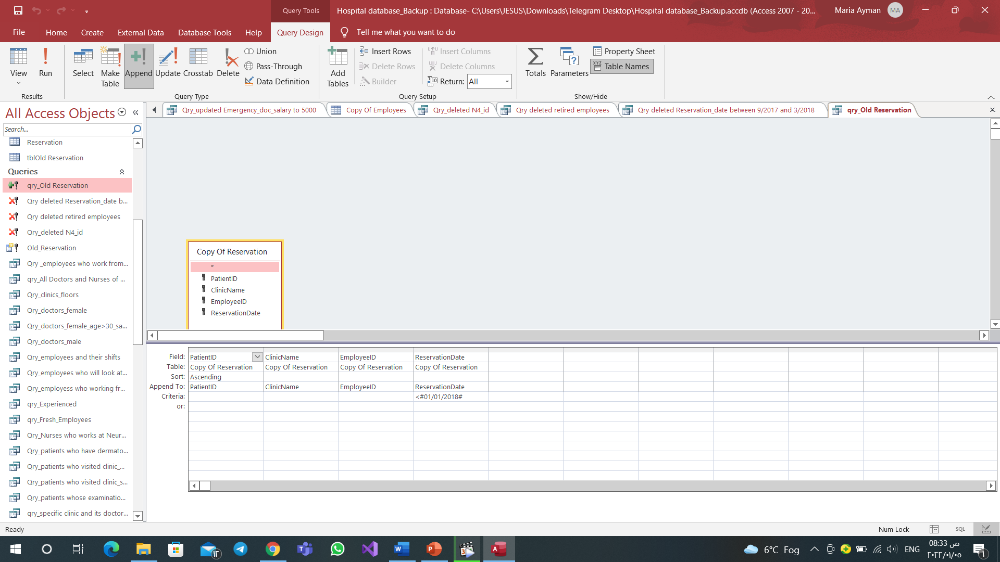 Query Tools
Hospital database_Backup : Database- C:\Users\JESUS\Downloads\Telegram Desktop\Hospital database_Backup.accdb (Access 2007 - 20...
Maria Ayman
MA
File
Home
Create
External Data
Database Tools
Help
Query Design
Tell me what you want to do
View
Run
Select
Make Table
Append
Update
Crosstab
Delete
Union
Pass-Through
Data Definition
Add Tables
Insert Rows
Delete Rows
Builder
Insert Columns
Delete Columns
Return: All
Totals
Parameters
Property Sheet
Table Names
Results
Query Type
Query Setup
Show/Hide
All Access Objects
Search...
Qry_updated Emergency_doc_salary to 5000
Copy Of Employees
Qry_deleted N4_id
Qry deleted retired employees
Qry deleted Reservation_date between 9/2017 and 3/2018
qry_Old Reservation
Reservation
tblOld Reservation
Queries
qry_Old Reservation
Qry deleted Reservation_date b...
Qry deleted retired employees
Qry_deleted N4_id
Old_Reservation
Qry _employees who work from...
qry_All Doctors and Nurses of ...
Qry_clinics_floors
Qry_doctors_female
Qry_doctors_female_age>30_sa...
Qry_doctors_male
Qry_employees and their shifts
Qry_employees who will look at...
Qry_employess who working fr...
qry_Experienced
qry_Fresh_Employees
Qry_Nurses who works at Neur...
Qry_patients who have dermato...
Qry_patients who visited clinic_...
Qry_patients who visited clinic_s...
Qry_patients whose examinatio...
qry_specific clinic and its doctor...
Copy Of Reservation
*
PatientID
ClinicName
EmployeeID
ReservationDate
Field: PatientID ClinicName EmployeeID ReservationDate
Table: Copy Of Reservation Copy Of Reservation Copy Of Reservation Copy Of Reservation
Sort: Ascending
Append To: PatientID ClinicName EmployeeID ReservationDate
Criteria: <#01/01/2018#
or:
Ready
Num Lock
SQL
6°C Fog
ENG
08:33 ص
٢٠٢٢/٠١/٠٥